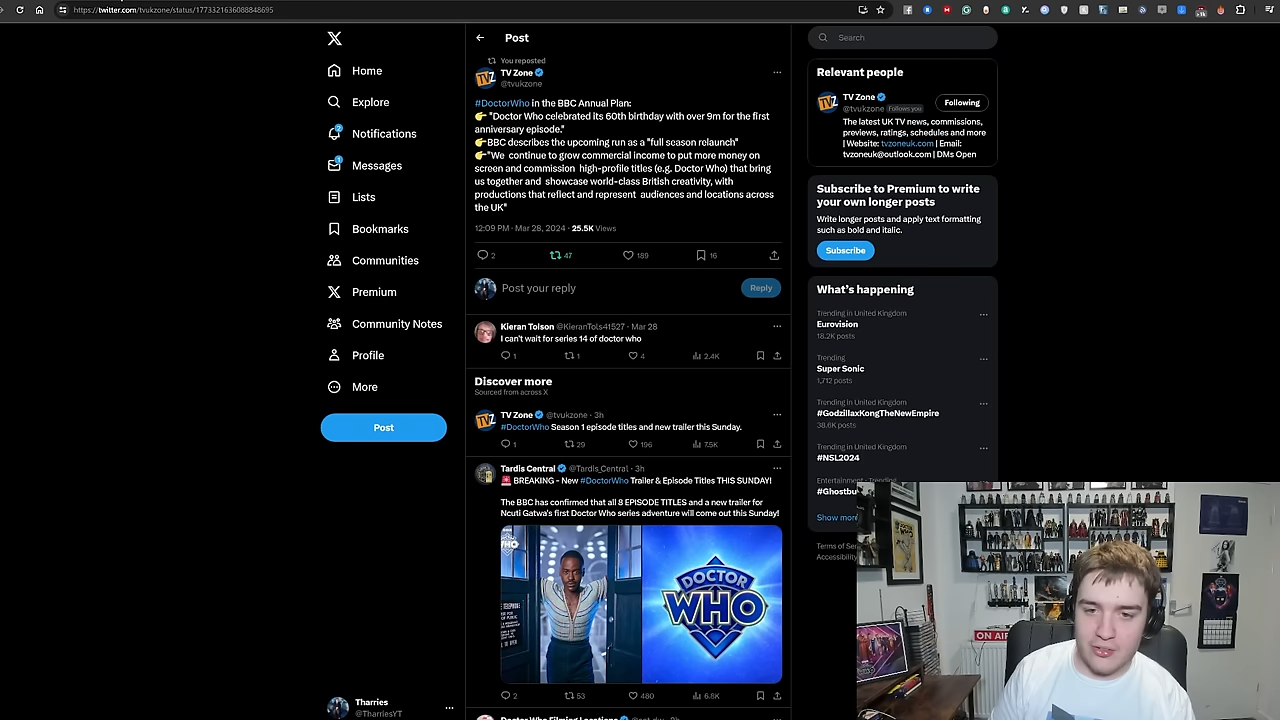 https://twitter.com/tvukzone/status/1773321636088848695
Home
Explore
2
Notifications
1
Messages
Lists
Bookmarks
Communities
Premium
Community Notes
Profile
More
Post
Tharries
@TharriesYT
Post
You reposted
TV Zone
@tvukzone
#DoctorWho in the BBC Annual Plan:
👉 "Doctor Who celebrated its 60th birthday with over 9m for the first
anniversary episode."
👉BBC describes the upcoming run as a "full season relaunch"
👉"We continue to grow commercial income to put more money on
screen and commission high-profile titles (e.g. Doctor Who) that bring
us together and showcase world-class British creativity, with
productions that reflect and represent audiences and locations across
the UK"
12:09 PM · Mar 28, 2024 · 25.5K Views
2 47 189 16
Post your reply
Reply
Kieran Tolson @KieranTols41527 · Mar 28
I can't wait for series 14 of doctor who
1 1 4 2.4K
Discover more
Sourced from across X
TV Zone @tvukzone · 3h
#DoctorWho Season 1 episode titles and new trailer this Sunday.
1 29 196 7.5K
Tardis Central @Tardis_Central · 3h
🚨 BREAKING - New #DoctorWho Trailer & Episode Titles THIS SUNDAY!
The BBC has confirmed that all 8 EPISODE TITLES and a new trailer for
Ncuti Gatwa's first Doctor Who series adventure will come out this Sunday!
DOCTOR
WHO
2 53 480 6.8K
Search
Relevant people
TV Zone
@tvukzone Follows you
Following
The latest UK TV news, commissions,
previews, ratings, schedules and more
| Website: tvzoneuk.com | Email:
tvzoneuk@outlook.com | DMs Open
Subscribe to Premium to write
your own longer posts
Write longer posts and apply text formatting
such as bold and italic.
Subscribe
What's happening
Trending in United Kingdom
Eurovision
18.2K posts
Trending
Super Sonic
1,712 posts
Trending in United Kingdom
#GodzillaxKongTheNewEmpire
38.6K posts
Trending in United Kingdom
#NSL2024
Entertainment · Trending
#Ghostbu
Show more
Terms of Ser
Accessibility
ON AIR